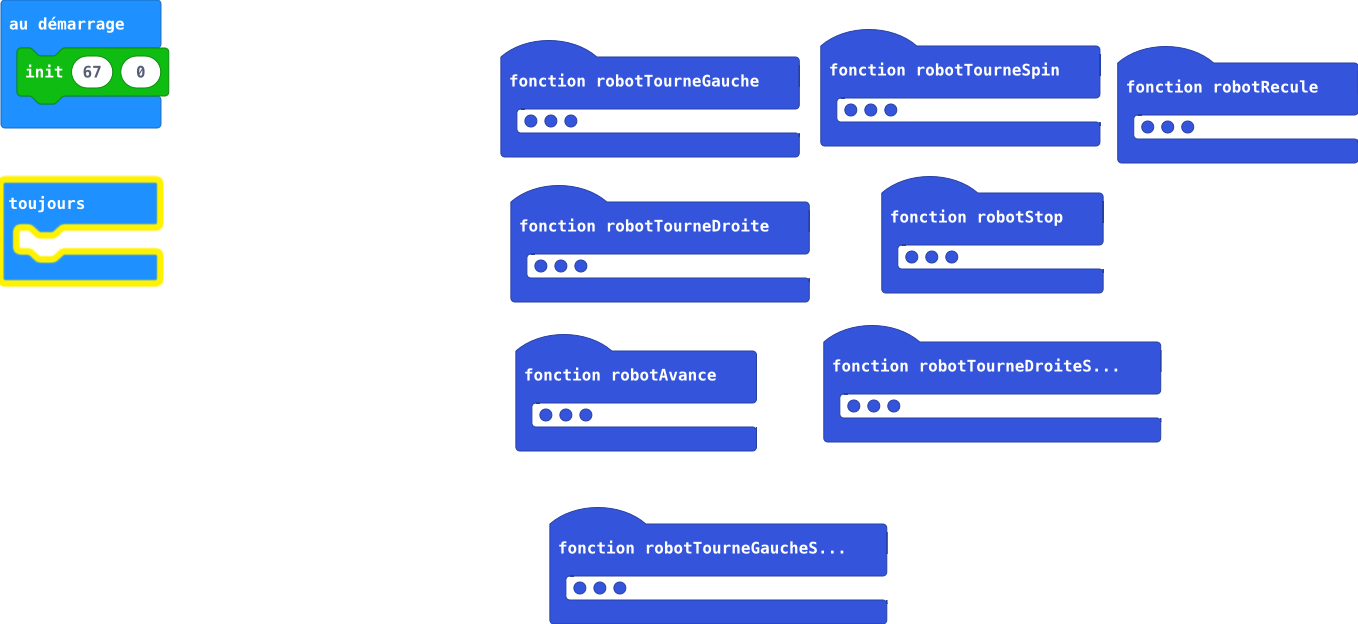 au démarrage
init 67 0
toujours
fonction robotTourneGauche
fonction robotTourneSpin
fonction robotRecule
fonction robotTourneDroite
fonction robotStop
fonction robotAvance
fonction robotTourneDroiteS...
fonction robotTourneGaucheS...